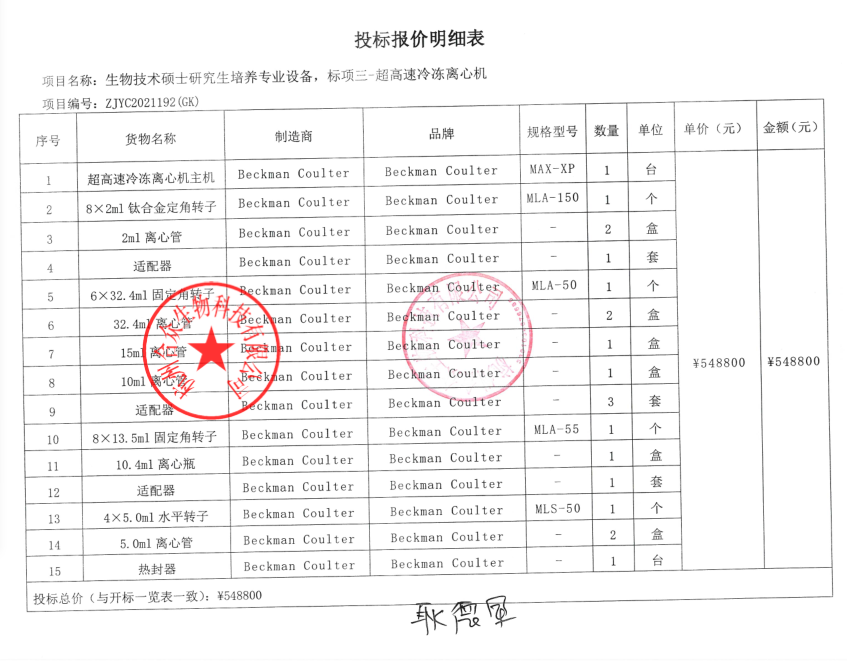 投标报价明细表
项目名称：生物技术硕士研究生培养专业设备，标项三-超高速冷冻离心机
项目编号：ZJYC2021192(GK)
序号 货物名称 制造商 品牌 规格型号 数量 单位 单价（元） 金额（元）
1 超高速冷冻离心机主机 Beckman Coulter Beckman Coulter MAX-XP 1 台
2 8×2ml 钛合金定角转子 Beckman Coulter Beckman Coulter MLA-150 1 个
3 2ml 离心管 Beckman Coulter Beckman Coulter - 2 盒
4 适配器 Beckman Coulter Beckman Coulter - 1 套
5 6×32.4ml 固定角转子 Beckman Coulter Beckman Coulter MLA-50 1 个
6 32.4ml 离心管 Beckman Coulter Beckman Coulter - 2 盒
7 15ml 离心管 Beckman Coulter Beckman Coulter - 1 盒
¥548800 ¥548800
8 10ml 离心管 Beckman Coulter Beckman Coulter - 1 盒
9 适配器 Beckman Coulter Beckman Coulter - 3 套
10 8×13.5ml 固定角转子 Beckman Coulter Beckman Coulter MLA-55 1 个
11 10.4ml 离心瓶 Beckman Coulter Beckman Coulter - 1 盒
12 适配器 Beckman Coulter Beckman Coulter - 1 套
13 4×5.0ml 水平转子 Beckman Coulter Beckman Coulter MLS-50 1 个
14 5.0ml 离心管 Beckman Coulter Beckman Coulter - 2 盒
15 热封器 Beckman Coulter Beckman Coulter - 1 台
投标总价（与开标一览表一致）：¥548800